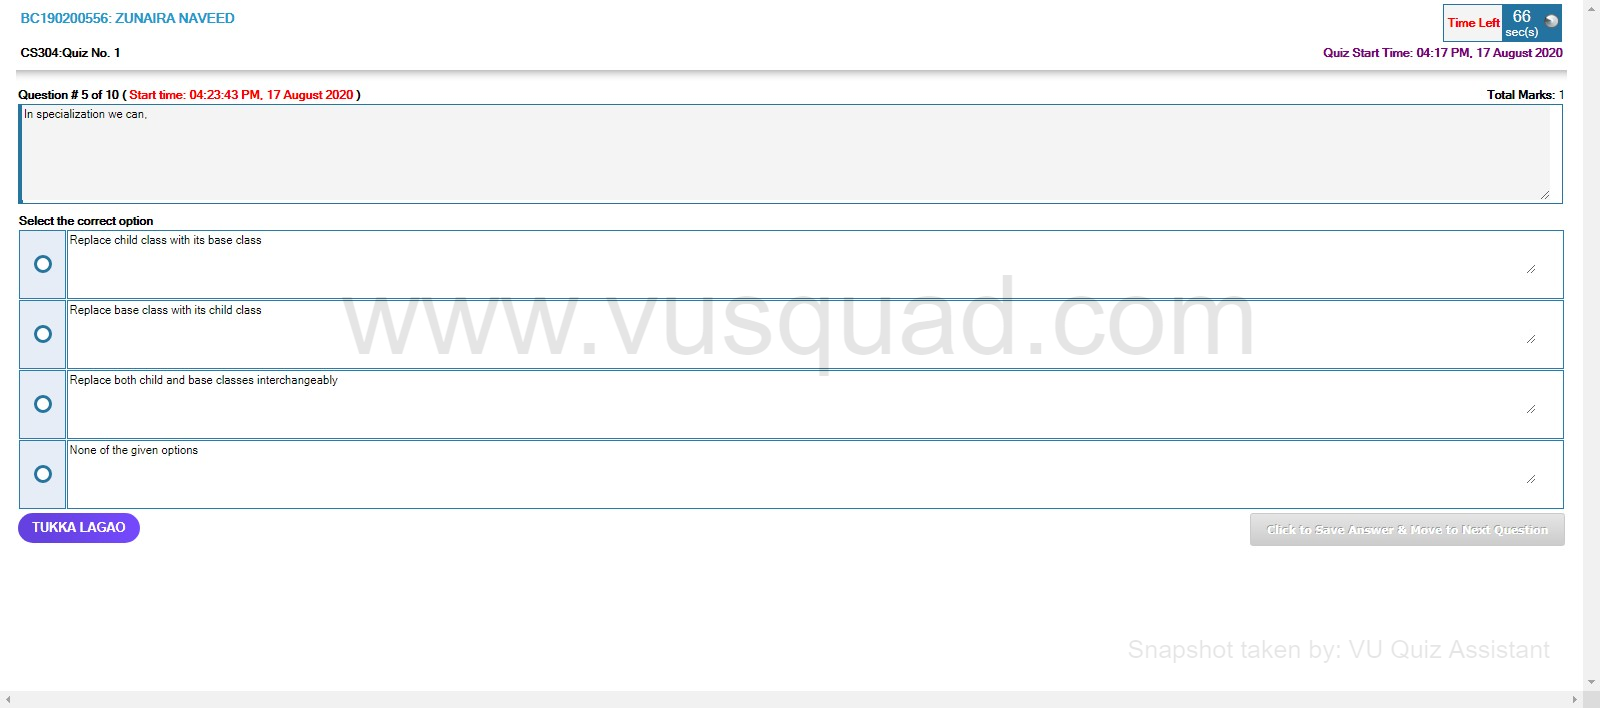 BC190200556: ZUNAIRA NAVEED
Time Left 66 sec(s)
CS304:Quiz No. 1
Quiz Start Time: 04:17 PM, 17 August 2020
Question # 5 of 10 ( Start time: 04:23:43 PM, 17 August 2020 )
Total Marks: 1
In specialization we can,
Select the correct option
Replace child class with its base class
Replace base class with its child class
www.vusquad.com
Replace both child and base classes interchangeably
None of the given options
TUKKA LAGAO
Click to Save Answer & Move to Next Question
Snapshot taken by: VU Quiz Assistant